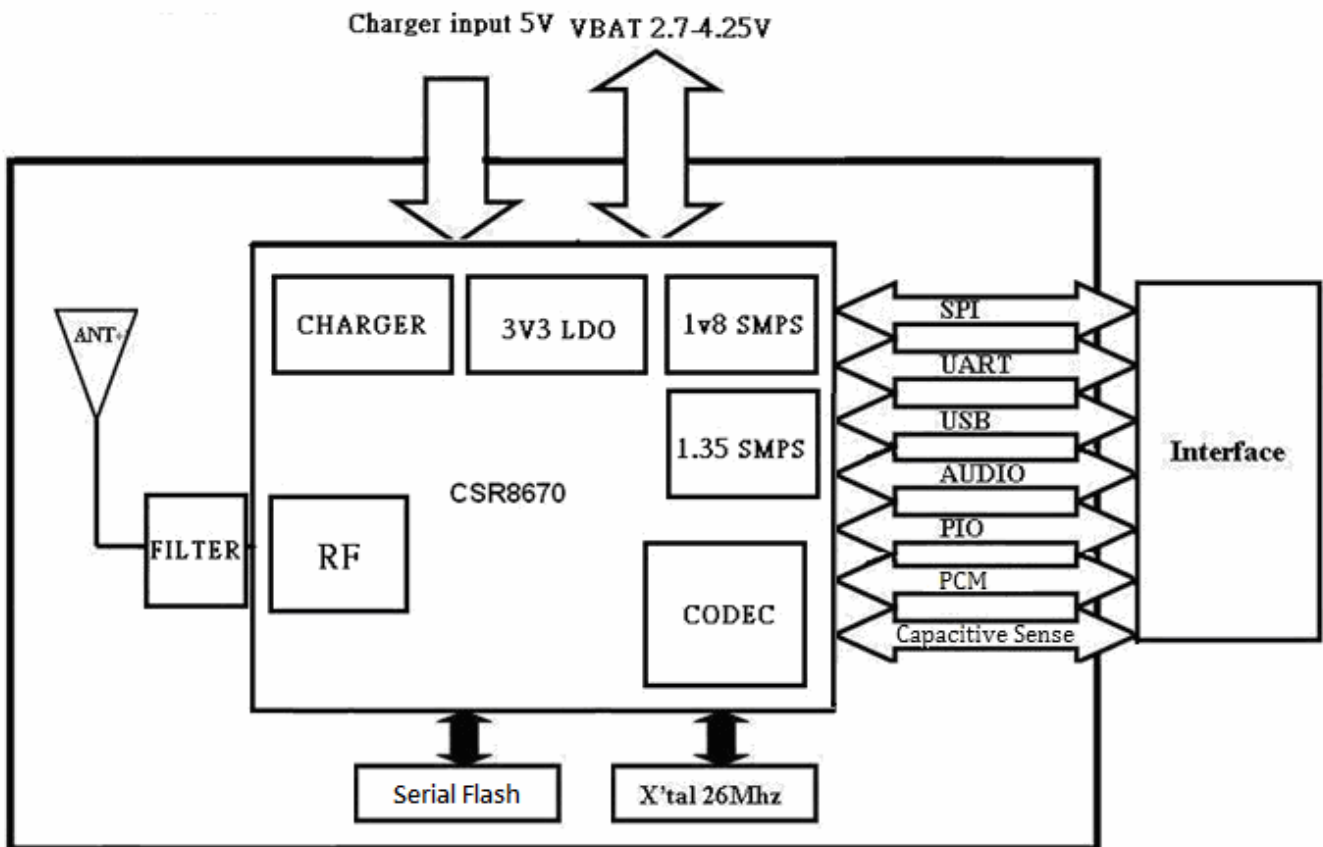 Charger input 5V VBAT 2.7-4.25V
CHARGER
3V3 LDO
1v8 SMPS
1.35 SMPS
CSR8670
ANT+
FILTER
RF
CODEC
SPI
UART
USB
AUDIO
PIO
PCM
Capacitive Sense
Interface
Serial Flash
X'tal 26Mhz